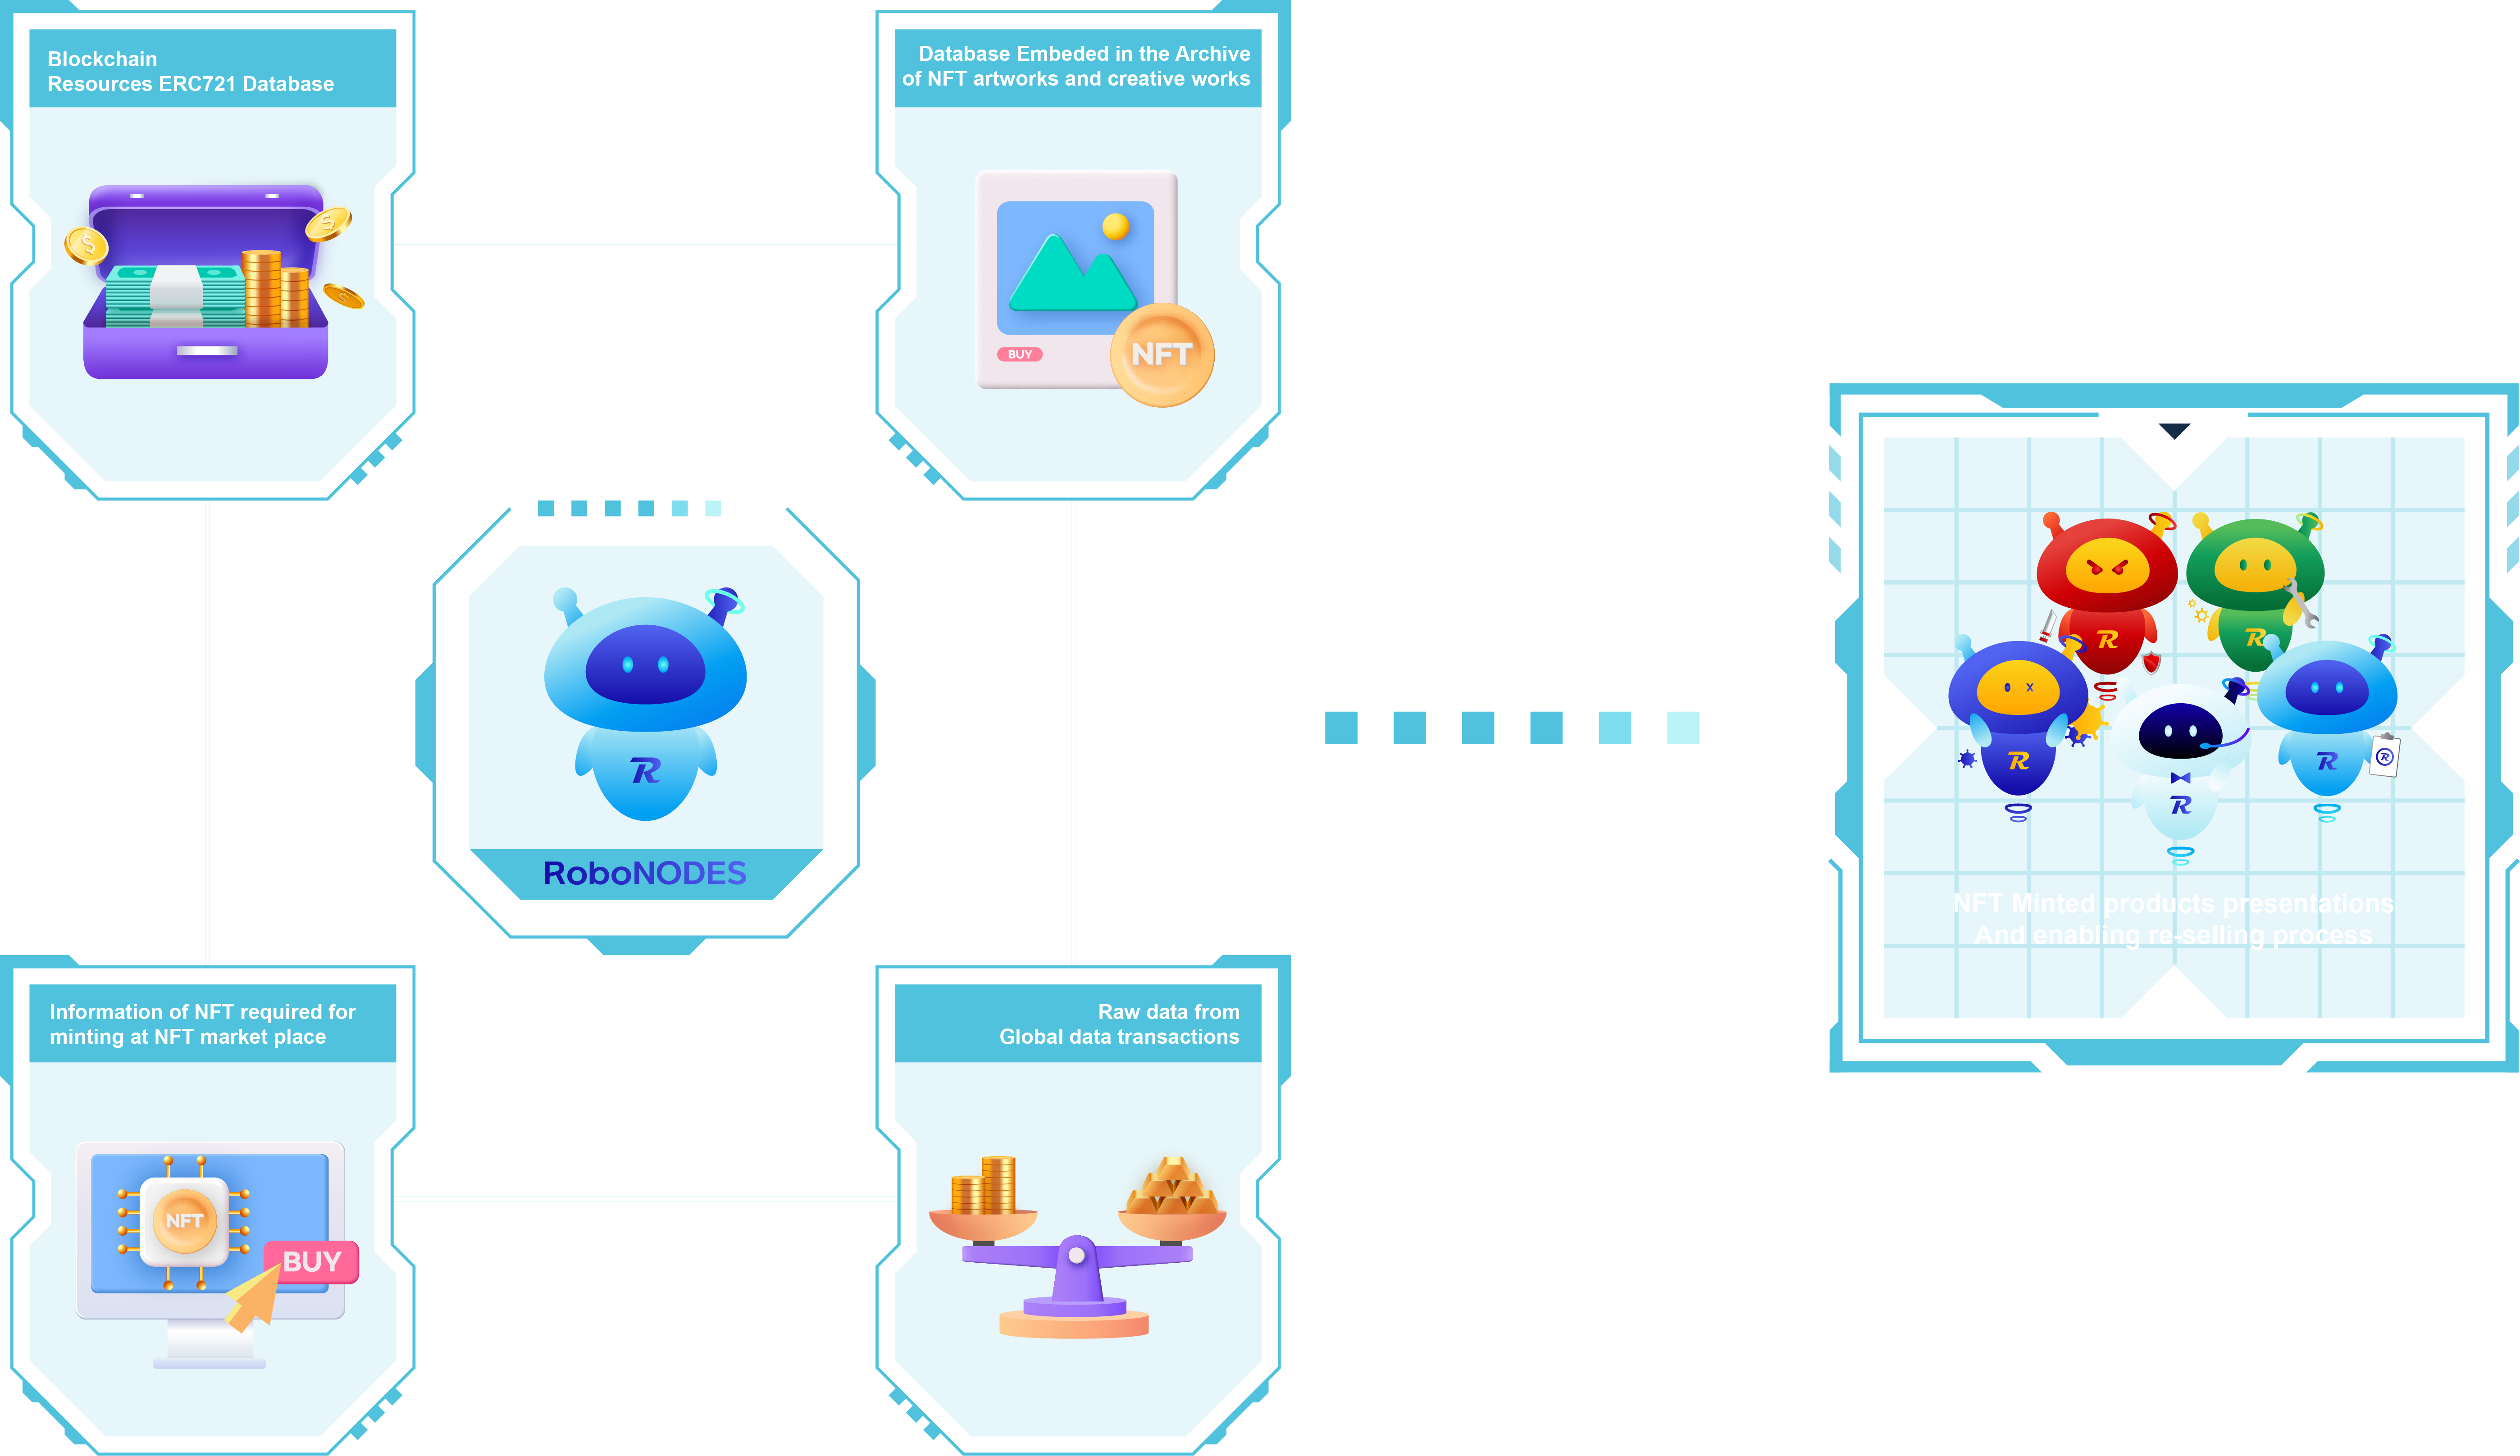 Blockchain
Resources ERC721 Database
Database Embeded in the Archive
of NFT artworks and creative works
BUY
NFT
R
RoboNODES
R
R
R
R
R
R
NFT Minted products presentations
And enabling re-selling process
Information of NFT required for
minting at NFT market place
NFT
BUY
Raw data from
Global data transactions